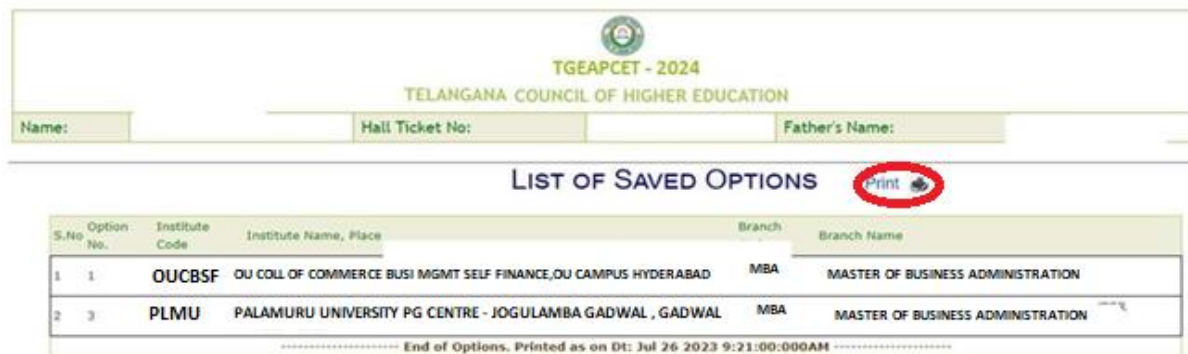 TGEAPCET - 2024
TELANGANA COUNCIL OF HIGHER EDUCATION
Name: Hall Ticket No: Father's Name:
LIST OF SAVED OPTIONS Print
S.No Option No. Institute Code Institute Name, Place Branch Branch Name
1 1 OUCBSF OU COLL OF COMMERCE BUSI MGMT SELF FINANCE,OU CAMPUS HYDERABAD MBA MASTER OF BUSINESS ADMINISTRATION
2 3 PLMU PALAMURU UNIVERSITY PG CENTRE - JOGULAMBA GADWAL , GADWAL MBA MASTER OF BUSINESS ADMINISTRATION
-------------------- End of Options. Printed as on Dt: Jul 26 2023 9:21:00:000AM --------------------